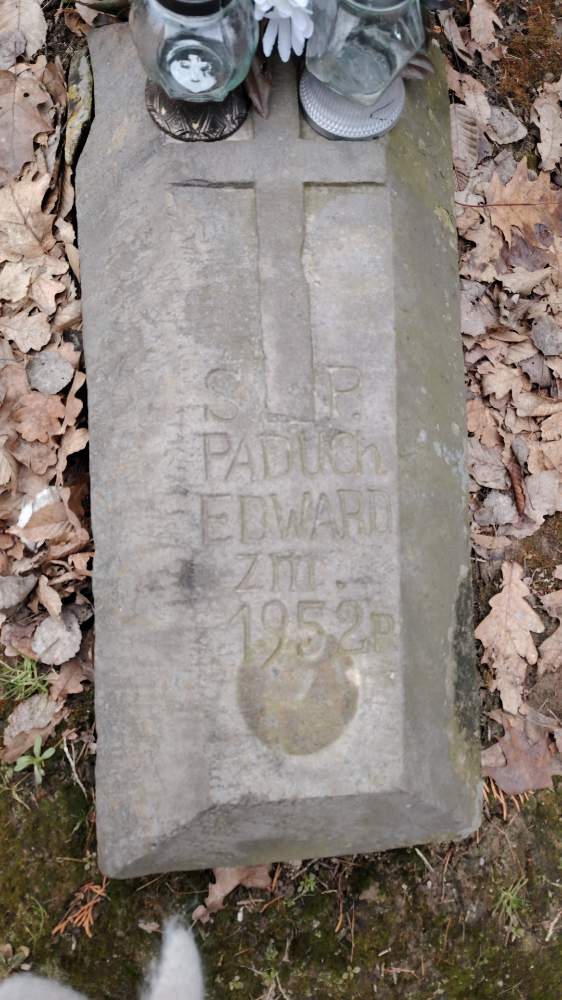 S. P.
PADUCh
EDWARD
zm.
1952 R